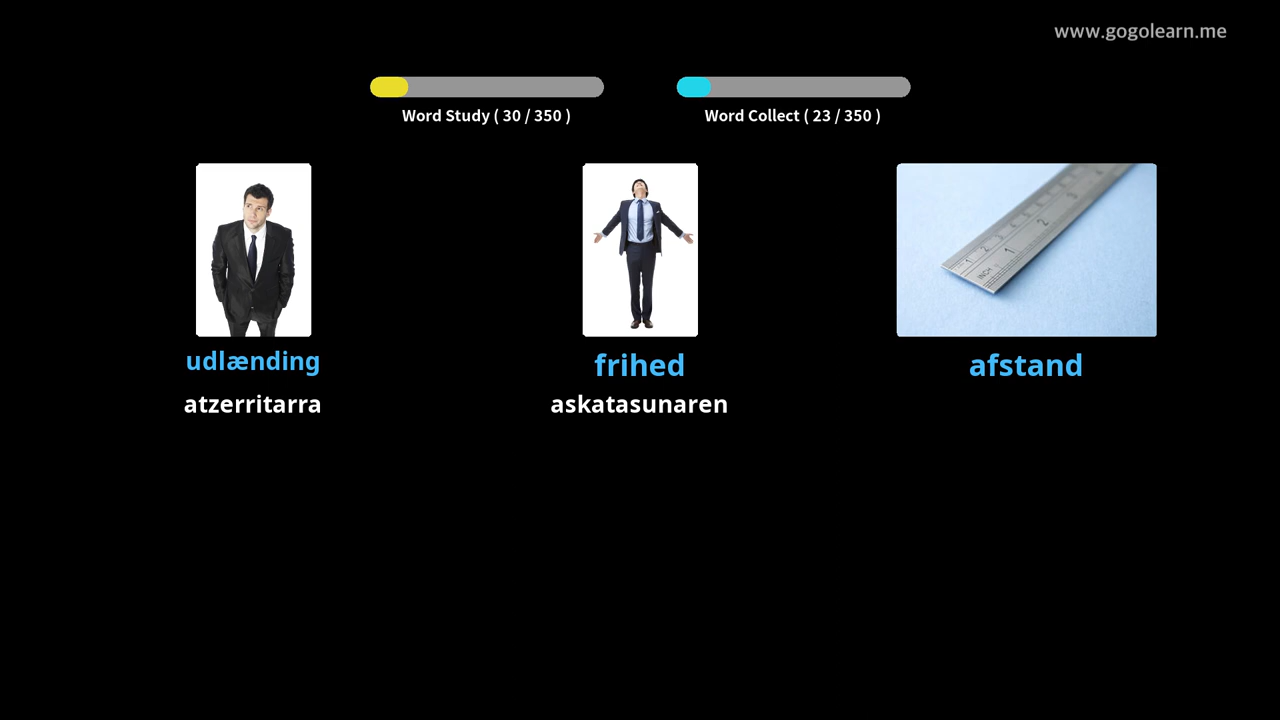 www.gogolearn.me
Word Study ( 30 / 350 )
Word Collect ( 23 / 350 )
udlænding
frihed
afstand
atzerritarra
askatasunaren